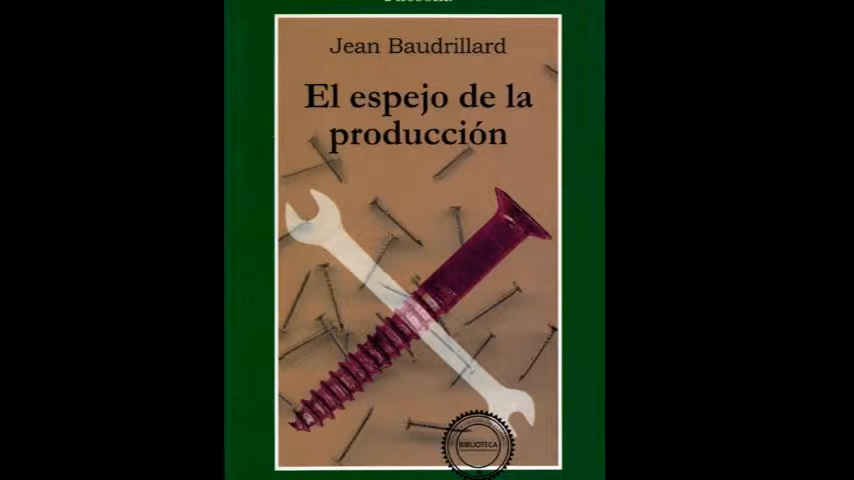 Jean Baudrillard
El espejo de la
producción
BIBLIOTECA